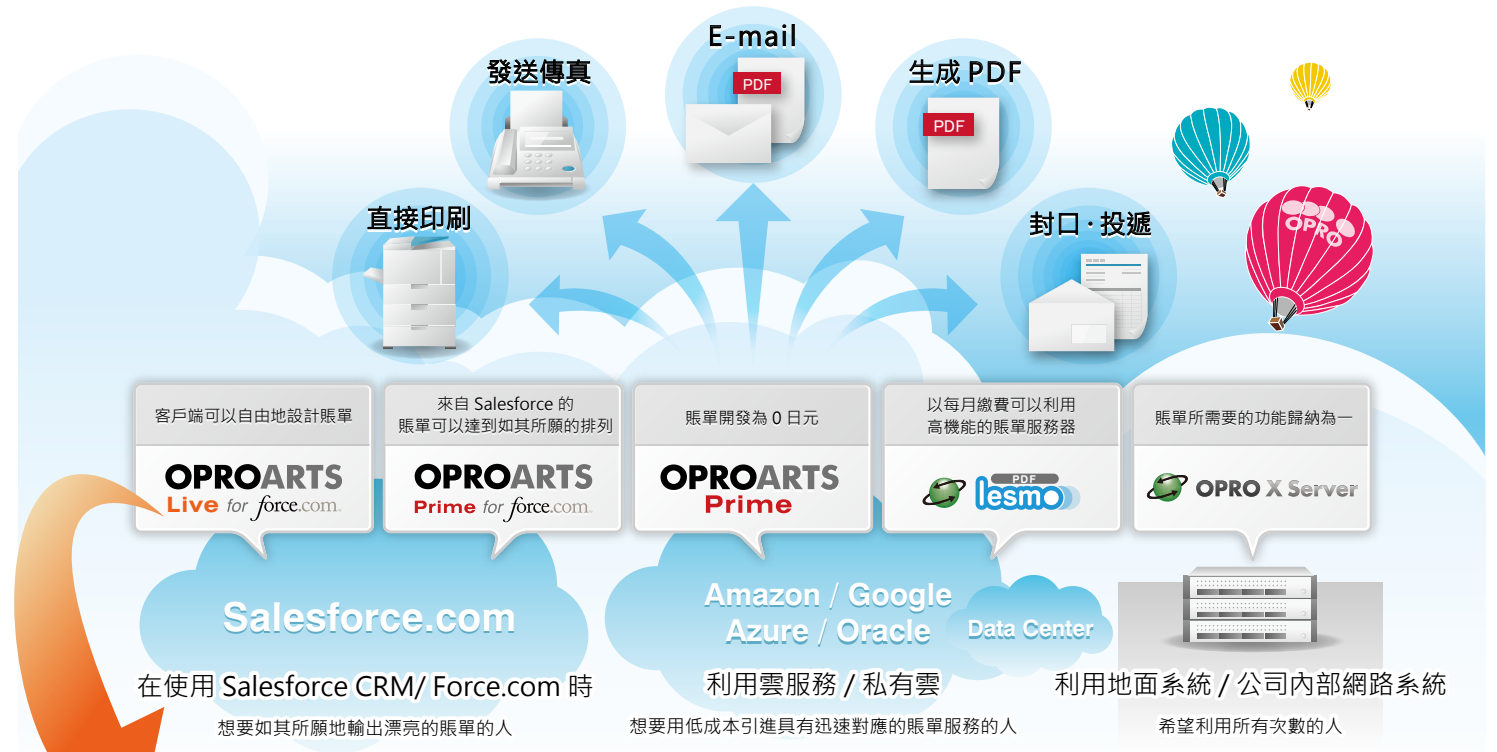 E-mail
發送傳真
生成 PDF
PDF
PDF
直接印刷
封口·投遞
OPRO
客戶端可以自由地設計賬單
OPROARTS
Live for force.com
來自 Salesforce 的
賬單可以達到如其所願的排列
OPROARTS
Prime for force.com
賬單開發為 0 日元
OPROARTS
Prime
以每月繳費可以利用
高機能的賬單服務器
PDF
lesmo
賬單所需要的功能歸納為一
OPRO X Server
Salesforce.com
在使用 Salesforce CRM/ Force.com 時
想要如其所願地輸出漂亮的賬單的人
Amazon / Google
Azure / Oracle
Data Center
利用雲服務 / 私有雲
想要用低成本引進具有迅速對應的賬單服務的人
利用地面系統 / 公司內部網路系統
希望利用所有次數的人